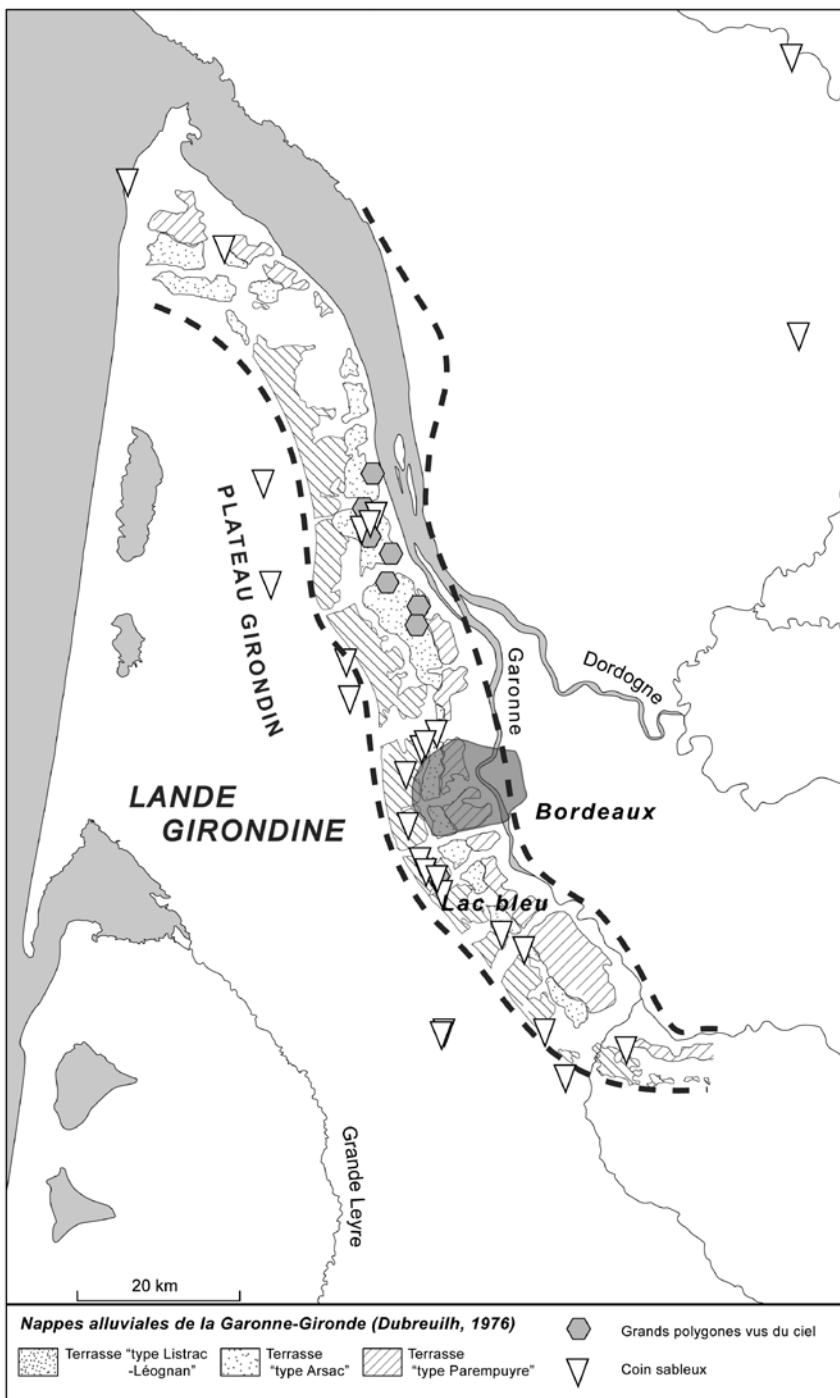 PLATEAU GIRONDIN
Garonne
Dordogne
LANDE
GIRONDINE
Bordeaux
Lac bleu
Grande Leyre
20 km
Nappes alluviales de la Garonne-Gironde (Dubreuilh, 1976)
Terrasse "type Listrac
-Léognan"
Terrasse
"type Arsac"
Terrasse
"type Parempuyre"
Grands polygones vus du ciel
Coin sableux